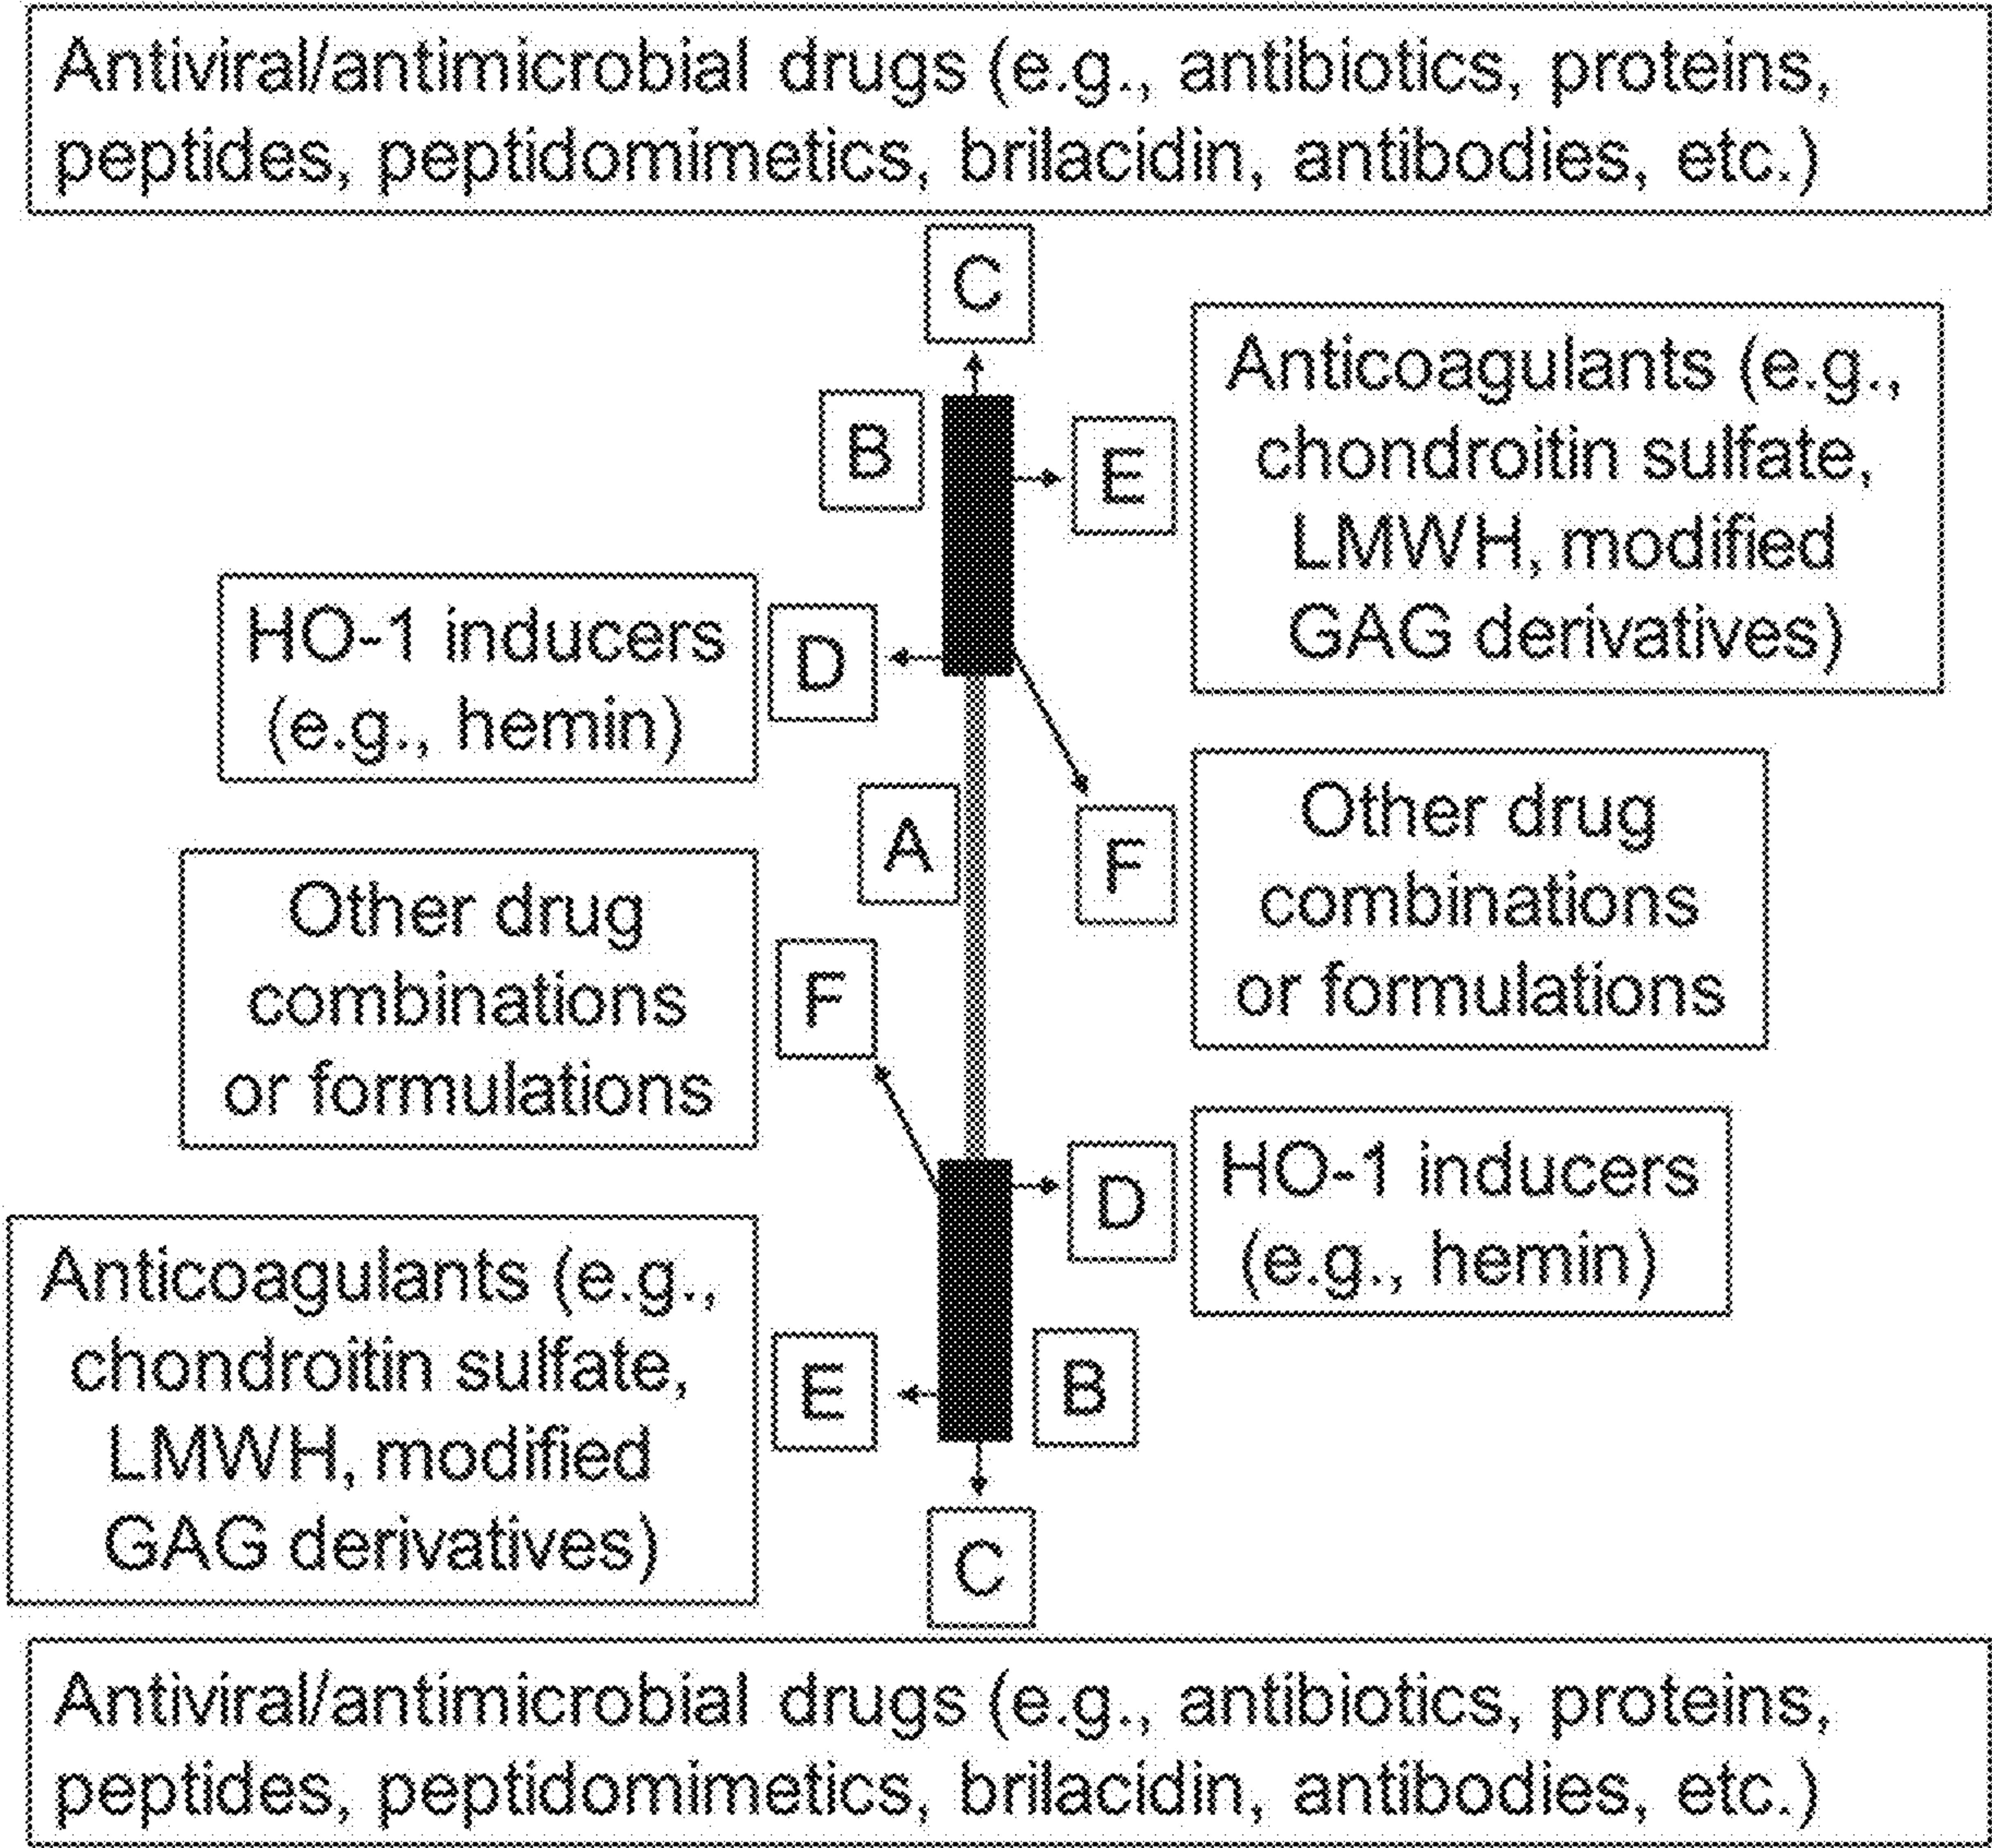 Antiviral/antimicrobial drugs (e.g., antibiotics, proteins,
peptides, peptidomimetics, brilacidin, antibodies, etc.)
C
B
E
Anticoagulants (e.g.,
chondroitin sulfate,
LMWH, modified
GAG derivatives)
HO-1 inducers
(e.g., hemin)
D
A
F
Other drug
combinations
or formulations
Other drug
combinations
or formulations
F
D
HO-1 inducers
(e.g., hemin)
Anticoagulants (e.g.,
chondroitin sulfate,
LMWH, modified
GAG derivatives)
E
B
C
Antiviral/antimicrobial drugs (e.g., antibiotics, proteins,
peptides, peptidomimetics, brilacidin, antibodies, etc.)